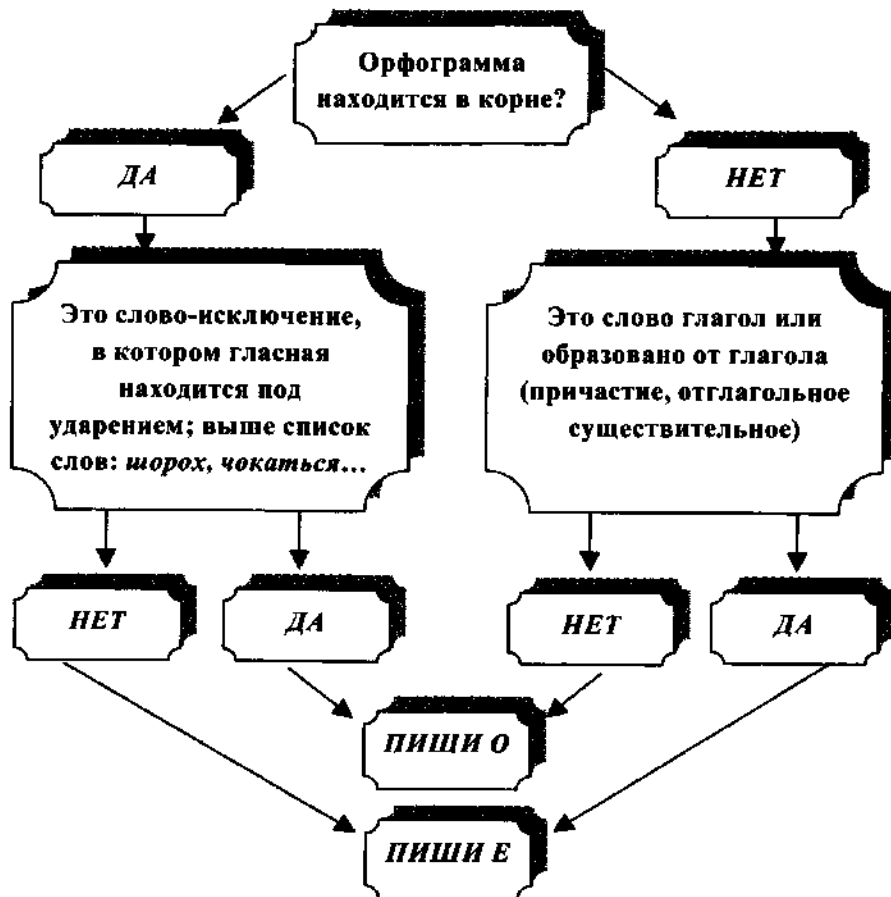 Орфограмма
находится в корне?
ДА
НЕТ
Это слово-исключение,
в котором гласная
находится под
ударением; выше список
слов: шорох, чокаться...
Это слово глагол или
образовано от глагола
(причастие, отглагольное
существительное)
НЕТ
ДА
НЕТ
ДА
ПИШИ О
ПИШИ Е